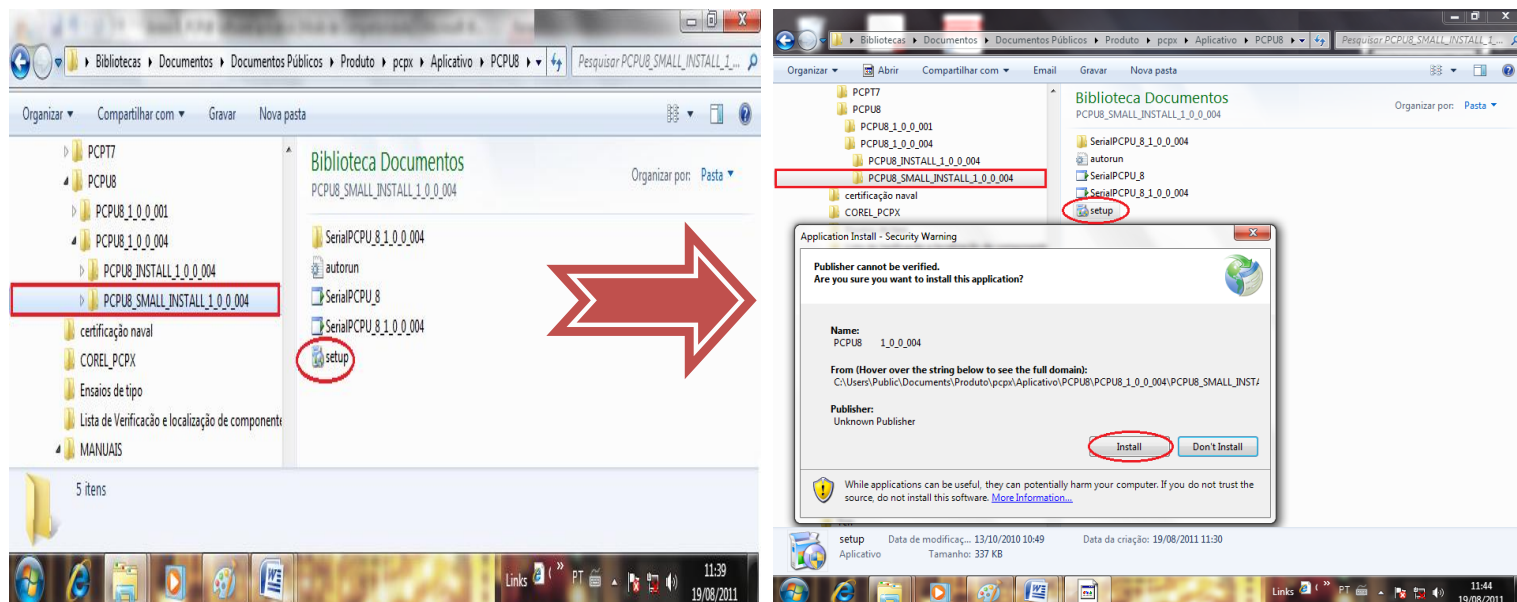 Bibliotecas Documentos Documentos Públicos Produto pcpx Aplicativo PCPU8
Pesquisar PCPU8_SMALL_INSTALL_1_...
Organizar Compartilhar com Gravar Nova pasta
PCPT7
PCPU8
PCPU8_1_0_0_001
PCPU8_1_0_0_004
PCPU8_INSTALL_1_0_0_004
PCPU8_SMALL_INSTALL_1_0_0_004
certificação naval
COREL_PCPX
Ensaios de tipo
Lista de Verificacão e localização de componente
MANUAIS
Biblioteca Documentos
PCPU8_SMALL_INSTALL_1_0_0_004
Organizar por: Pasta
SerialPCPU_8_1_0_0_004
autorun
SerialPCPU_8
SerialPCPU_8_1_0_0_004
setup
5 itens
Links PT 11:39
19/08/2011
Bibliotecas Documentos Documentos Públicos Produto pcpx Aplicativo PCPU8
Pesquisar PCPU8_SMALL_INSTALL_1_...
Organizar Abrir Compartilhar com Email Gravar Nova pasta
PCPT7
PCPU8
PCPU8_1_0_0_001
PCPU8_1_0_0_004
PCPU8_INSTALL_1_0_0_004
PCPU8_SMALL_INSTALL_1_0_0_004
certificação naval
COREL_PCPX
Biblioteca Documentos
PCPU8_SMALL_INSTALL_1_0_0_004
Organizar por: Pasta
SerialPCPU_8_1_0_0_004
autorun
SerialPCPU_8
SerialPCPU_8_1_0_0_004
setup
Application Install - Security Warning
Publisher cannot be verified.
Are you sure you want to install this application?
Name:
PCPU8 1_0_0_004
From (Hover over the string below to see the full domain):
C:\Users\Public\Documents\Produto\pcpx\Aplicativo\PCPU8\PCPU8_1_0_0_004\PCPU8_SMALL_INSTA
Publisher:
Unknown Publisher
Install Don't Install
While applications can be useful, they can potentially harm your computer. If you do not trust the
source, do not install this software. More Information...
setup Data de modificaç... 13/10/2010 10:49 Data da criação: 19/08/2011 11:30
Aplicativo Tamanho: 337 KB
Links PT 11:44
19/08/2011